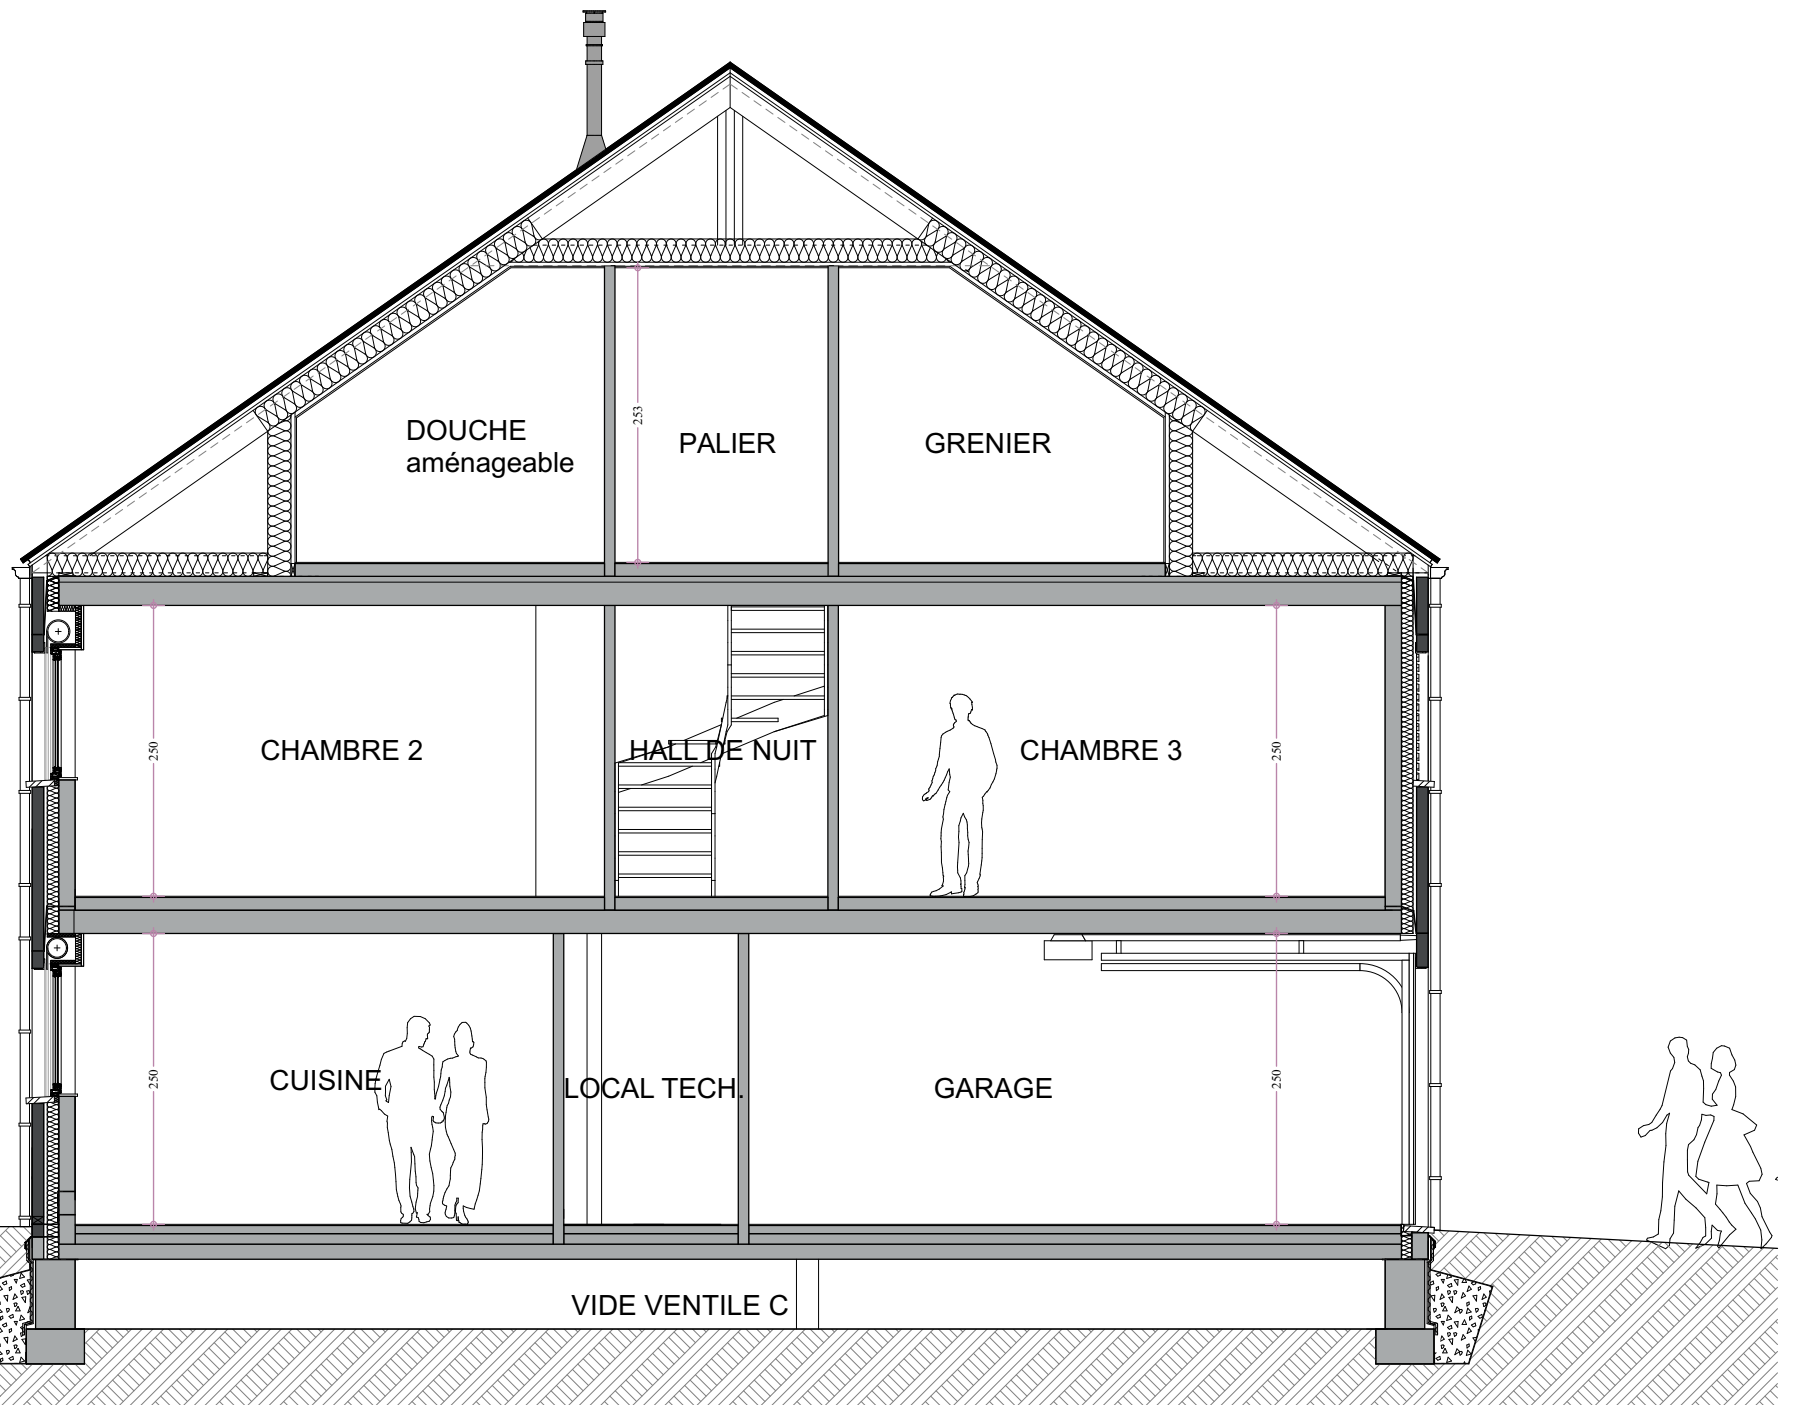 253
DOUCHE
aménageable
PALIER
GRENIER
250
CHAMBRE 2
HALL DE NUIT
CHAMBRE 3
250
250
CUISINE
LOCAL TECH.
GARAGE
250
VIDE VENTILE C